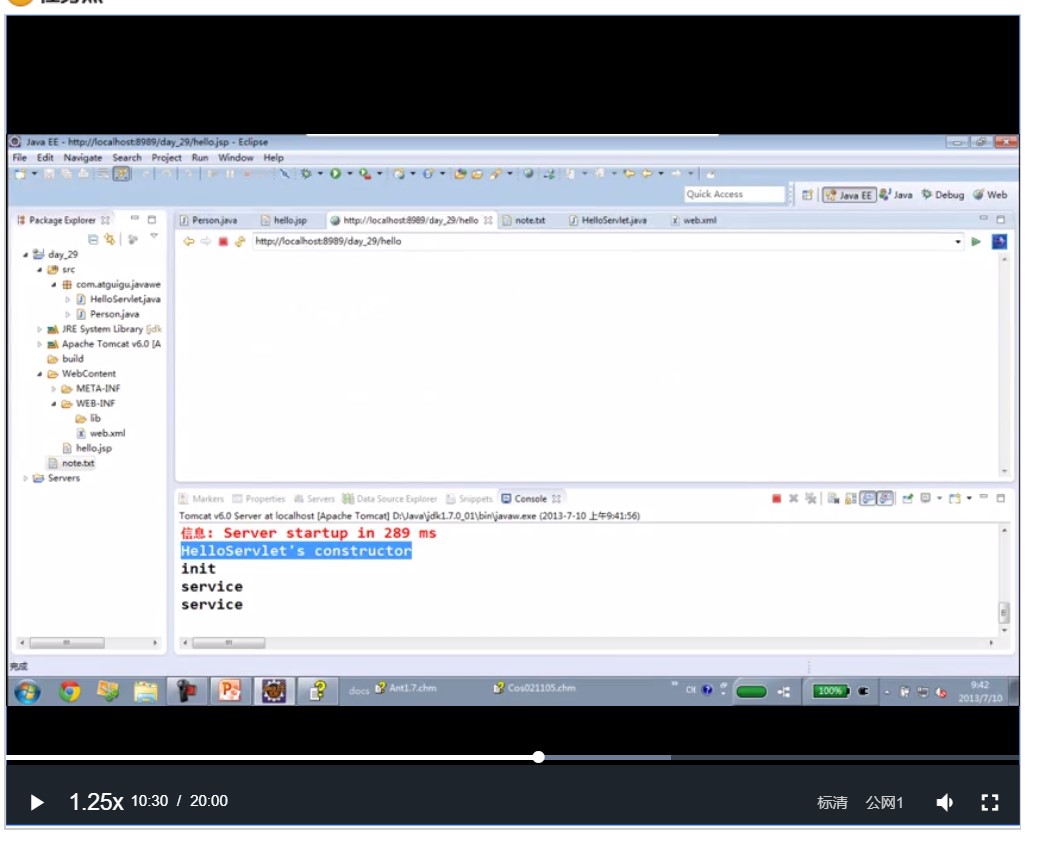 Java EE - http://localhost:8989/day_29/hello.jsp - Eclipse
File Edit Navigate Search Project Run Window Help
Quick Access
Java EE Java Debug Web
Package Explorer
Person.java hello.jsp http://localhost:8989/day_29/hello note.txt HelloServlet.java web.xml
http://localhost:8989/day_29/hello
day_29
src
com.atguigu.javawe
HelloServlet.java
Person.java
JRE System Library [jdk
Apache Tomcat v6.0 [A
build
WebContent
META-INF
WEB-INF
lib
web.xml
hello.jsp
note.txt
Servers
Markers Properties Servers Data Source Explorer Snippets Console
Tomcat v6.0 Server at localhost [Apache Tomcat] D:\Java\jdk1.7.0_01\bin\javaw.exe (2013-7-10 上午9:41:56)
信息: Server startup in 289 ms
HelloServlet's constructor
init
service
service
完成
docs Ant1.7.chm Cos021105.chm
CH
100%
9:42
2013/7/10
1.25x 10:30 / 20:00
标清 公网1